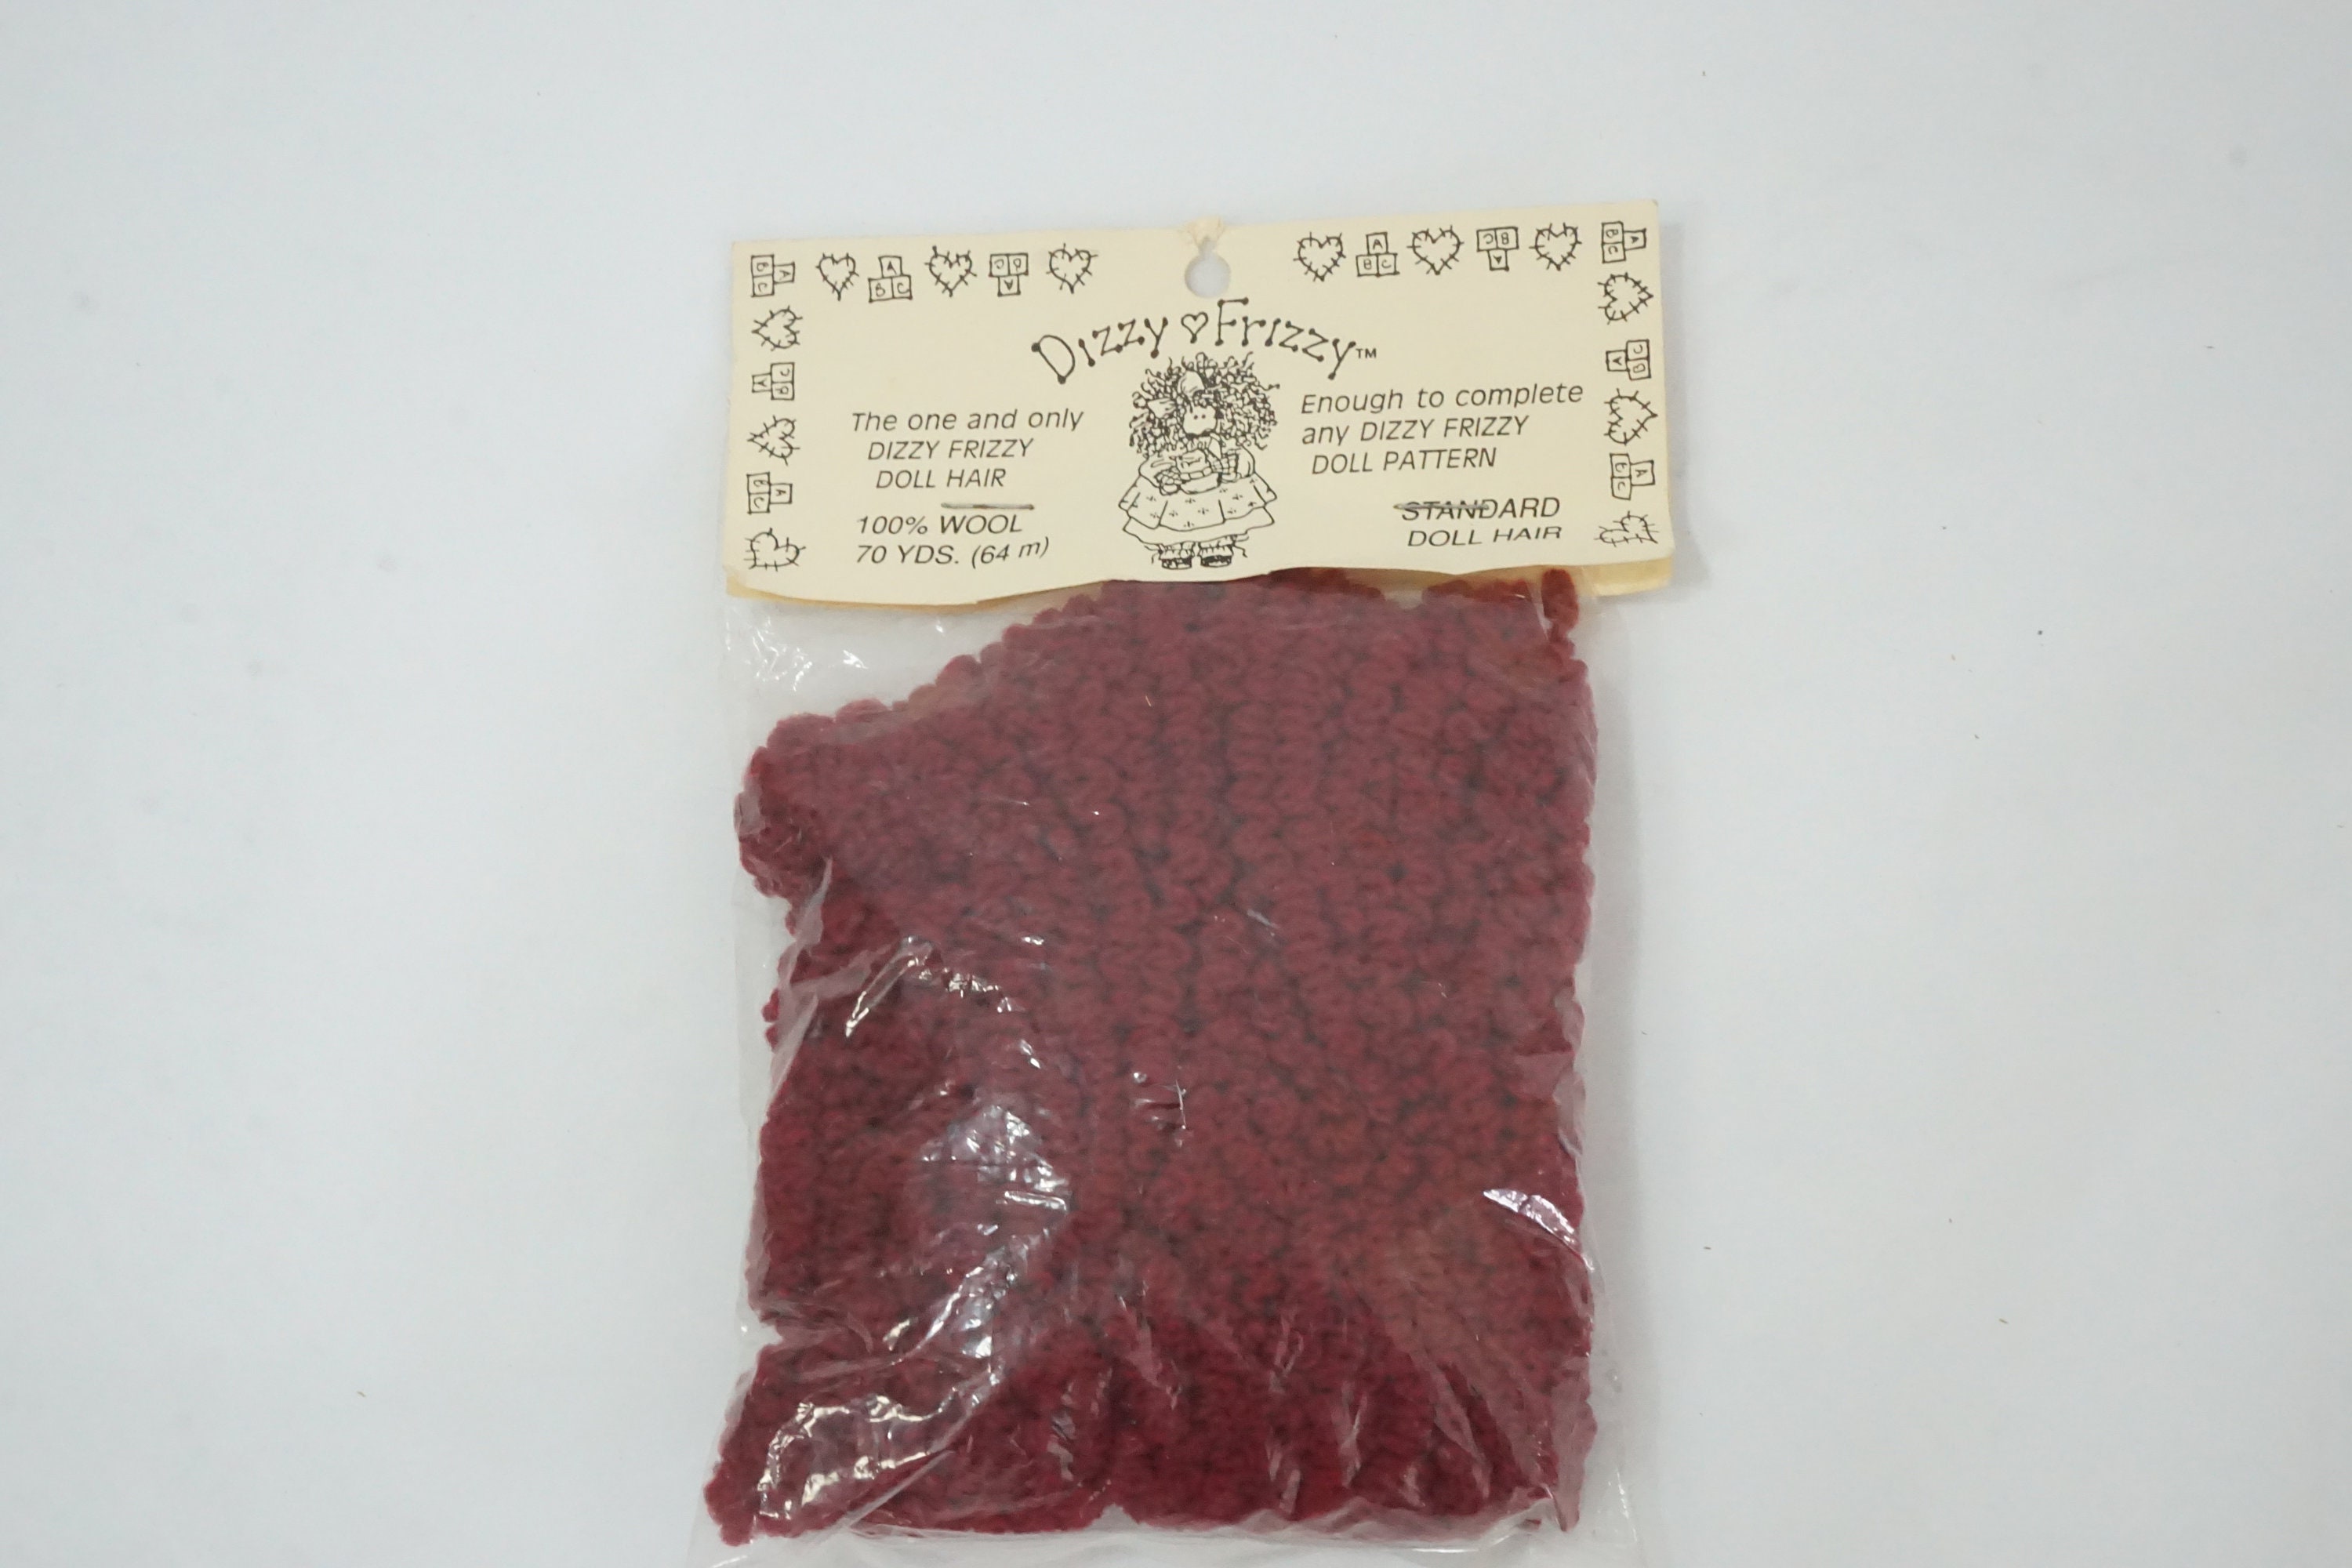 Dizzy ♡ Frizzy™
The one and only
DIZZY FRIZZY
DOLL HAIR
100% WOOL
70 YDS. (64 m)
Enough to complete
any DIZZY FRIZZY
DOLL PATTERN
STANDARD
DOLL HAIR